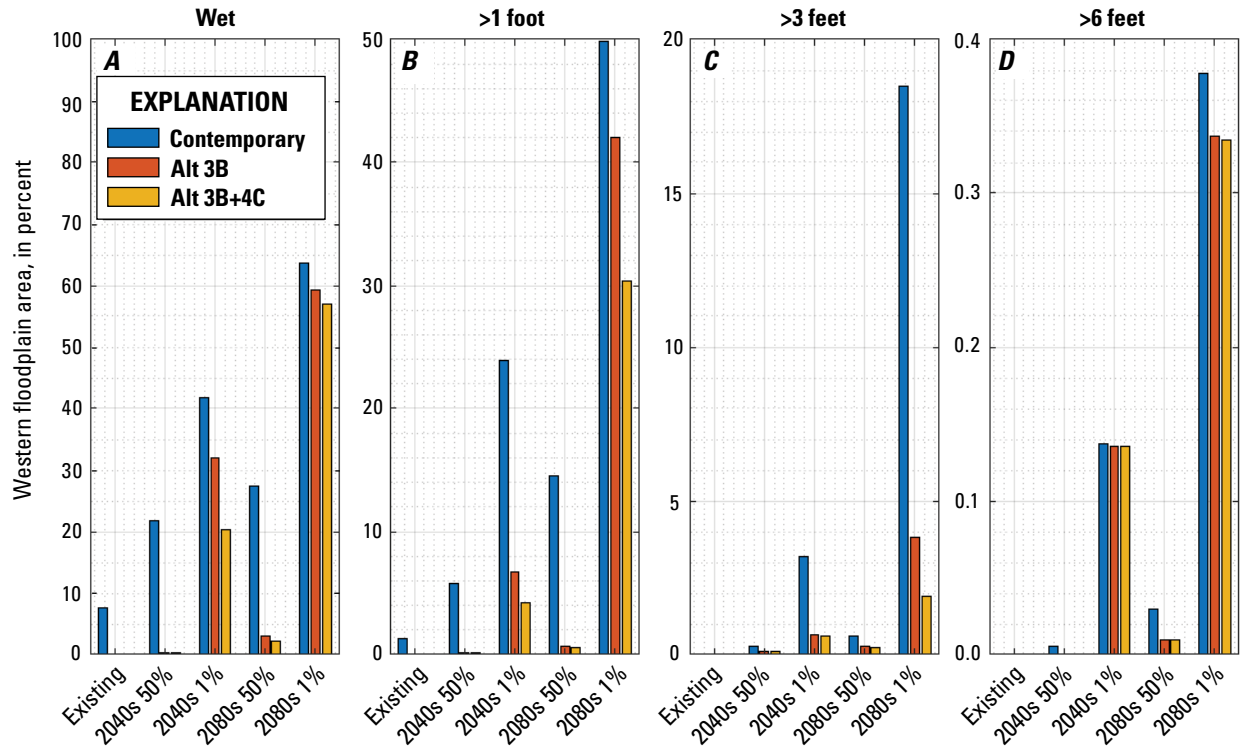 Wet
>1 foot
>3 feet
>6 feet
Western floodplain area, in percent
A
100
90
80
70
60
50
40
30
20
10
0
EXPLANATION
Contemporary
Alt 3B
Alt 3B+4C
Existing
2040s 50%
2040s 1%
2080s 50%
2080s 1%
B
50
40
30
20
10
0
Existing
2040s 50%
2040s 1%
2080s 50%
2080s 1%
C
20
15
10
5
0
Existing
2040s 50%
2040s 1%
2080s 50%
2080s 1%
D
0.4
0.3
0.2
0.1
0.0
Existing
2040s 50%
2040s 1%
2080s 50%
2080s 1%